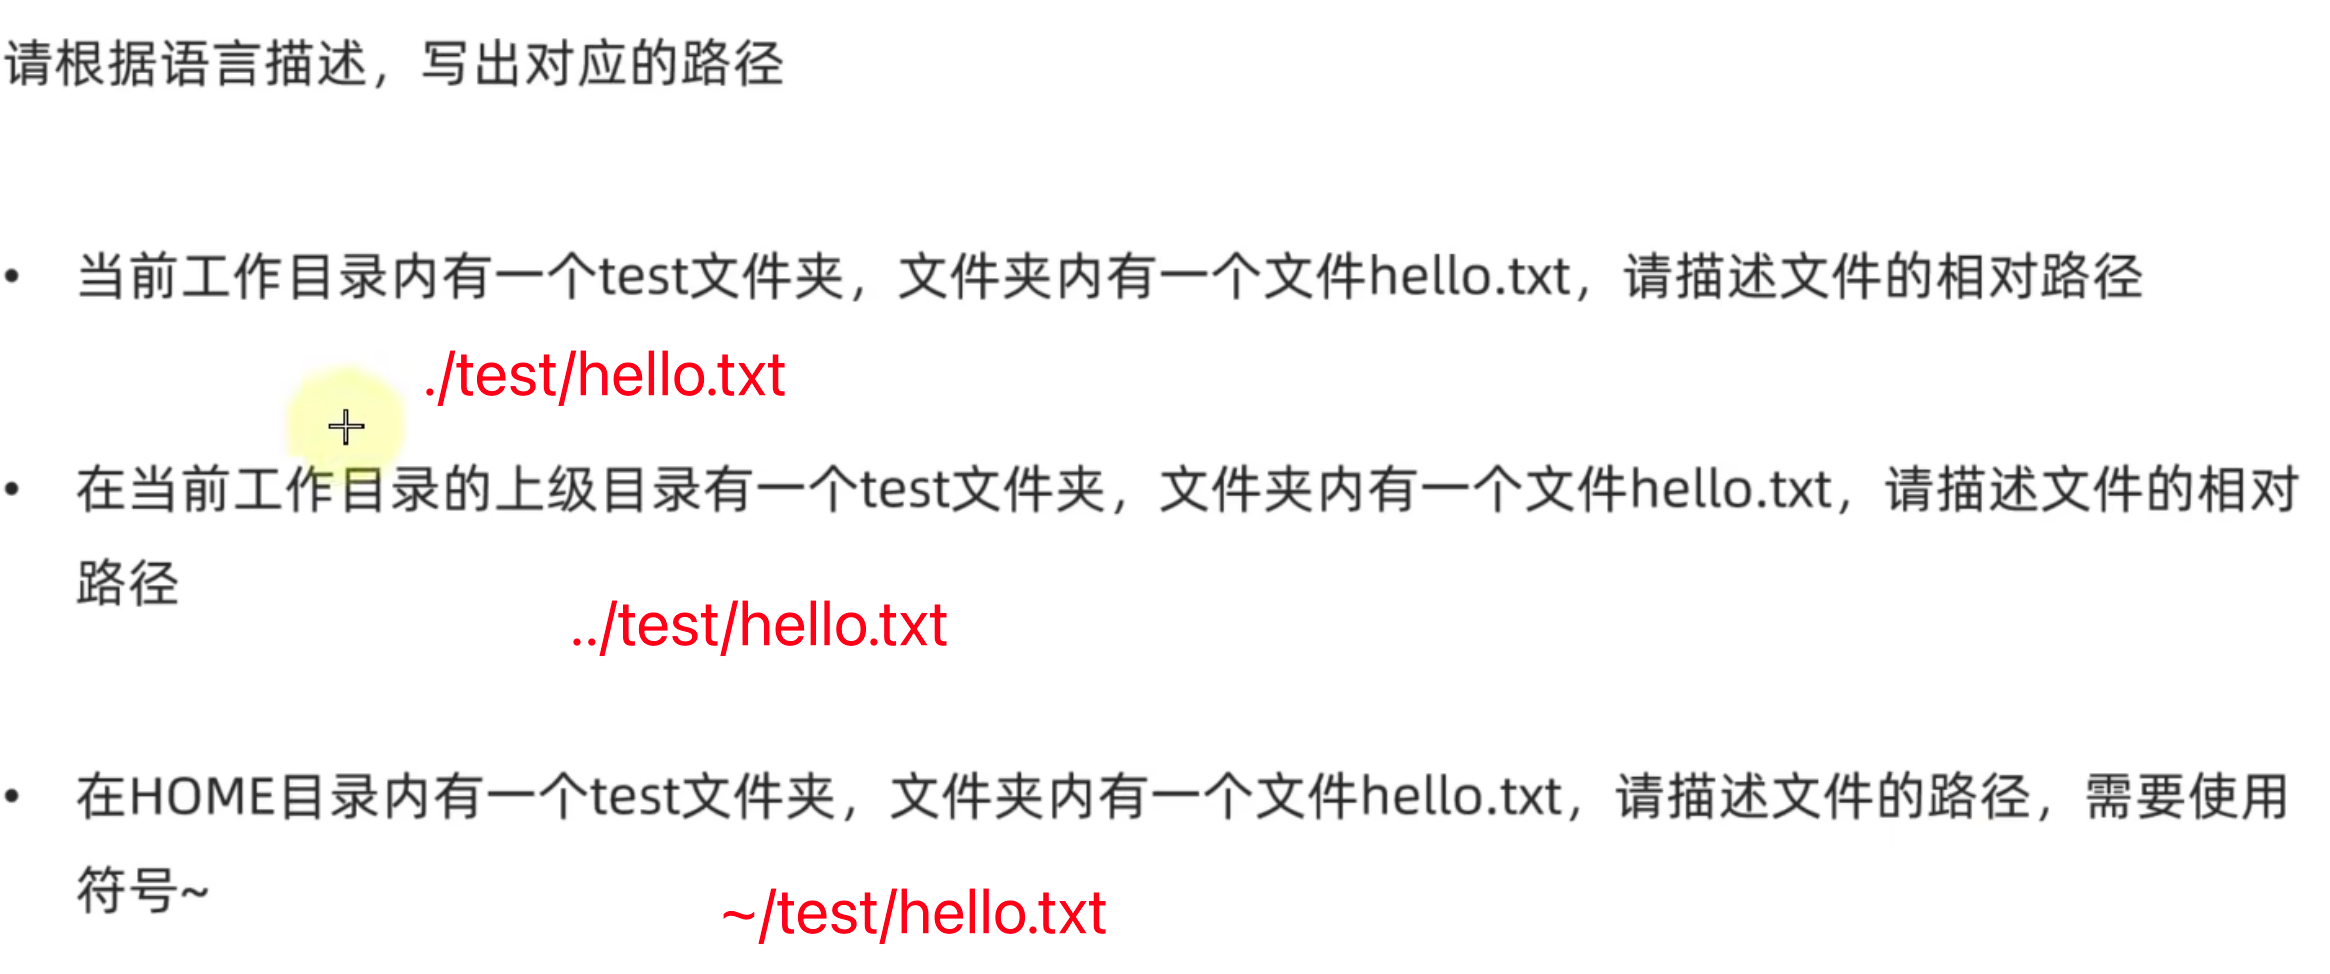 请根据语言描述，写出对应的路径
• 当前工作目录内有一个test文件夹，文件夹内有一个文件hello.txt，请描述文件的相对路径
./test/hello.txt
• 在当前工作目录的上级目录有一个test文件夹，文件夹内有一个文件hello.txt，请描述文件的相对
路径
../test/hello.txt
• 在HOME目录内有一个test文件夹，文件夹内有一个文件hello.txt，请描述文件的路径，需要使用
符号~
~/test/hello.txt